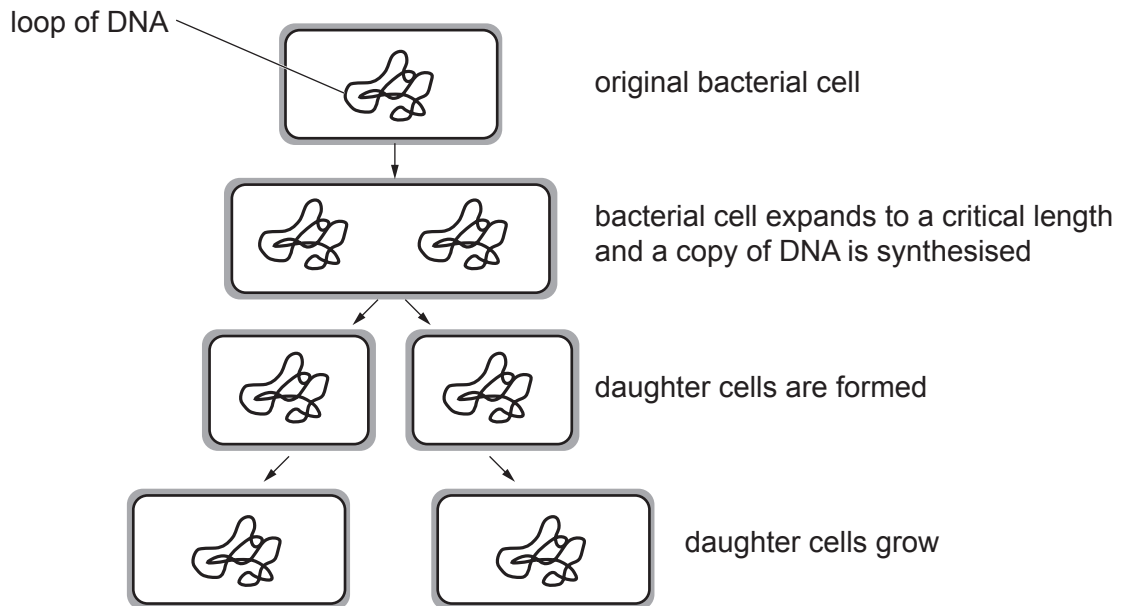 loop of DNA
original bacterial cell
bacterial cell expands to a critical length
and a copy of DNA is synthesised
daughter cells are formed
daughter cells grow